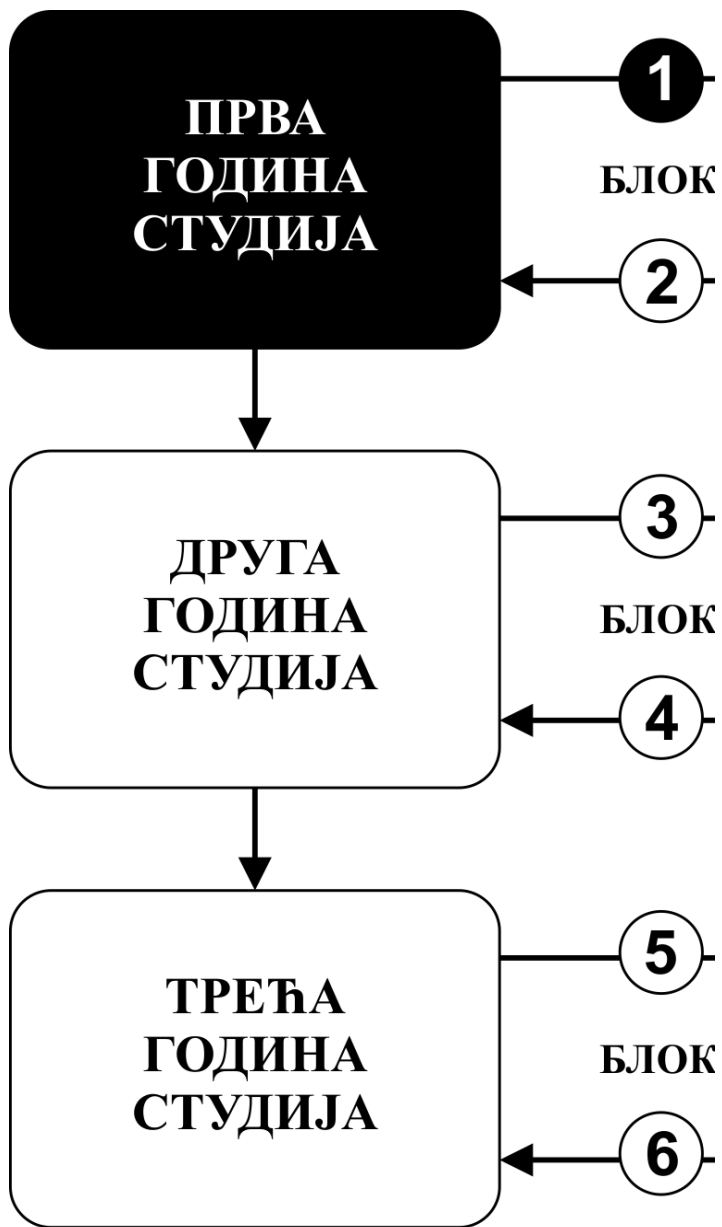 ПРВА
ГОДИНА
СТУДИЈА
1
БЛОК
2
ДРУГА
ГОДИНА
СТУДИЈА
3
БЛОК
4
ТРЕЋА
ГОДИНА
СТУДИЈА
5
БЛОК
6